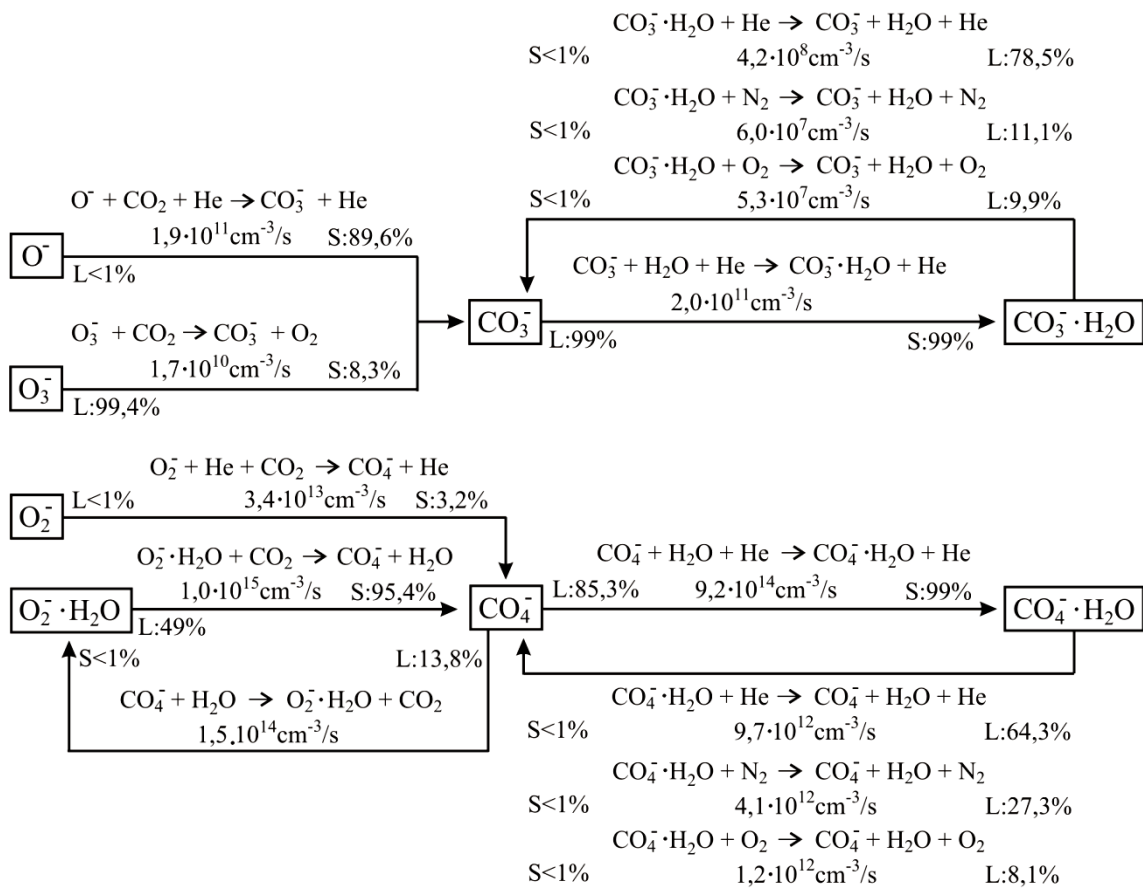 CO₃⁻·H₂O + He → CO₃⁻ + H₂O + He
S<1% 4,2·10⁸cm⁻³/s L:78,5%
CO₃⁻·H₂O + N₂ → CO₃⁻ + H₂O + N₂
S<1% 6,0·10⁷cm⁻³/s L:11,1%
CO₃⁻·H₂O + O₂ → CO₃⁻ + H₂O + O₂
S<1% 5,3·10⁷cm⁻³/s L:9,9%
O⁻ + CO₂ + He → CO₃⁻ + He
1,9·10¹¹cm⁻³/s S:89,6%
O⁻
L<1%
CO₃⁻ + H₂O + He → CO₃⁻·H₂O + He
2,0·10¹¹cm⁻³/s
CO₃⁻
L:99% S:99%
CO₃⁻·H₂O
O₃⁻ + CO₂ → CO₃⁻ + O₂
1,7·10¹⁰cm⁻³/s S:8,3%
O₃⁻
L:99,4%
O₂⁻ + He + CO₂ → CO₄⁻ + He
O₂⁻
L<1% 3,4·10¹³cm⁻³/s S:3,2%
O₂⁻·H₂O + CO₂ → CO₄⁻ + H₂O
1,0·10¹⁵cm⁻³/s S:95,4%
O₂⁻·H₂O
L:49%
CO₄⁻
CO₄⁻ + H₂O + He → CO₄⁻·H₂O + He
L:85,3% 9,2·10¹⁴cm⁻³/s S:99%
CO₄⁻·H₂O
S<1% L:13,8%
CO₄⁻ + H₂O → O₂⁻·H₂O + CO₂
1,5.10¹⁴cm⁻³/s
CO₄⁻·H₂O + He → CO₄⁻ + H₂O + He
S<1% 9,7·10¹²cm⁻³/s L:64,3%
CO₄⁻·H₂O + N₂ → CO₄⁻ + H₂O + N₂
S<1% 4,1·10¹²cm⁻³/s L:27,3%
CO₄⁻·H₂O + O₂ → CO₄⁻ + H₂O + O₂
S<1% 1,2·10¹²cm⁻³/s L:8,1%